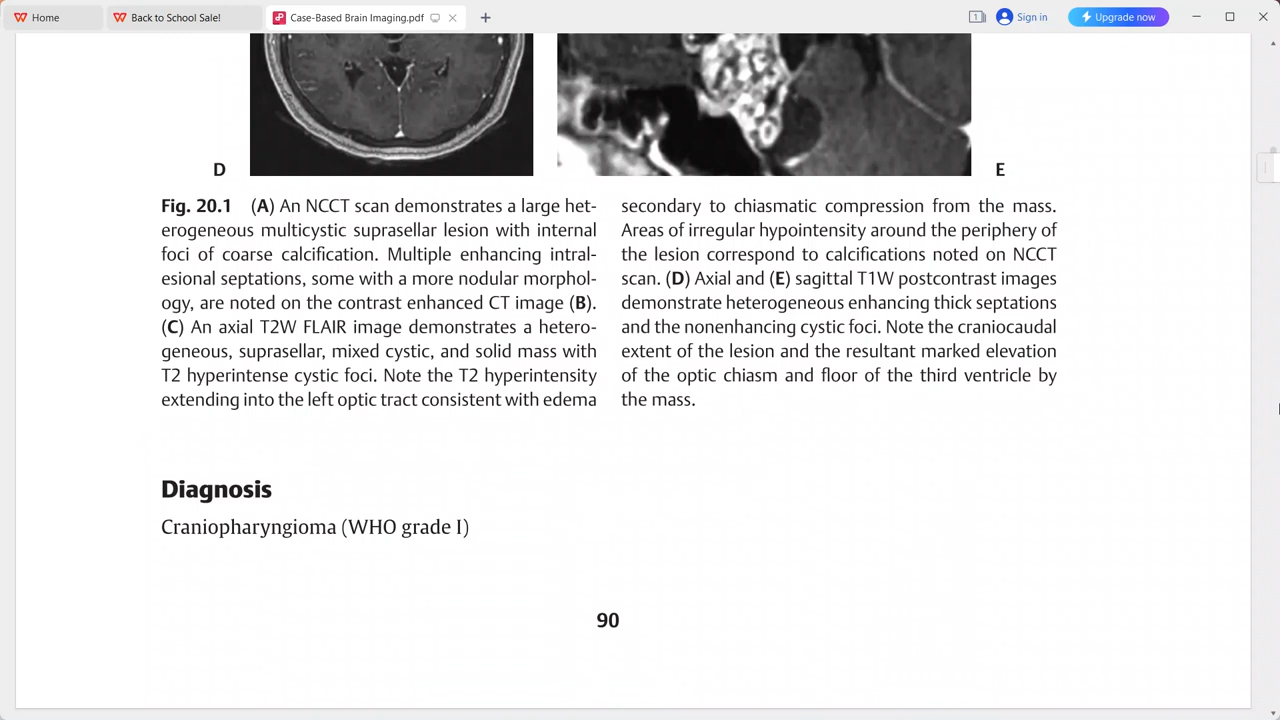 Home
Back to School Sale!
Case-Based Brain Imaging.pdf
1
Sign in
Upgrade now
D
E
Fig. 20.1 (A) An NCCT scan demonstrates a large het-
erogeneous multicystic suprasellar lesion with internal
foci of coarse calcification. Multiple enhancing intral-
esional septations, some with a more nodular morphol-
ogy, are noted on the contrast enhanced CT image (B).
(C) An axial T2W FLAIR image demonstrates a hetero-
geneous, suprasellar, mixed cystic, and solid mass with
T2 hyperintense cystic foci. Note the T2 hyperintensity
extending into the left optic tract consistent with edema
secondary to chiasmatic compression from the mass.
Areas of irregular hypointensity around the periphery of
the lesion correspond to calcifications noted on NCCT
scan. (D) Axial and (E) sagittal T1W postcontrast images
demonstrate heterogeneous enhancing thick septations
and the nonenhancing cystic foci. Note the craniocaudal
extent of the lesion and the resultant marked elevation
of the optic chiasm and floor of the third ventricle by
the mass.
Diagnosis
Craniopharyngioma (WHO grade I)
90